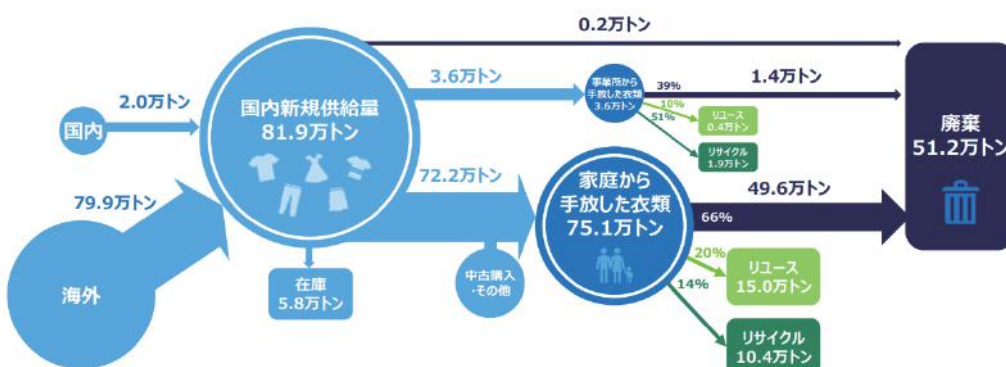 0.2万トン
2.0万トン
国内
79.9万トン
海外
国内新規供給量
81.9万トン
在庫
5.8万トン
3.6万トン
事業所から
手放した衣類
3.6万トン
39%
10%
51%
1.4万トン
リユース
0.4万トン
リサイクル
1.9万トン
72.2万トン
中古購入
・その他
家庭から
手放した衣類
75.1万トン
49.6万トン
66%
20%
14%
リユース
15.0万トン
リサイクル
10.4万トン
廃棄
51.2万トン